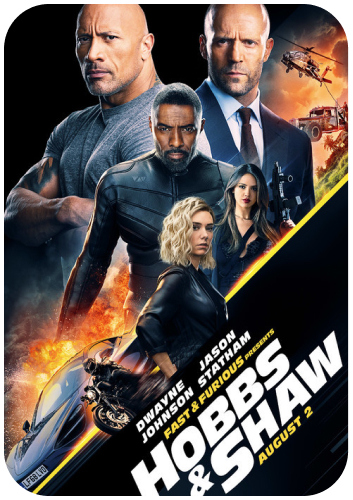 DWAYNE
JOHNSON
JASON
STATHAM
FAST & FURIOUS PRESENTS
HOBBS
& SHAW
AUGUST 2